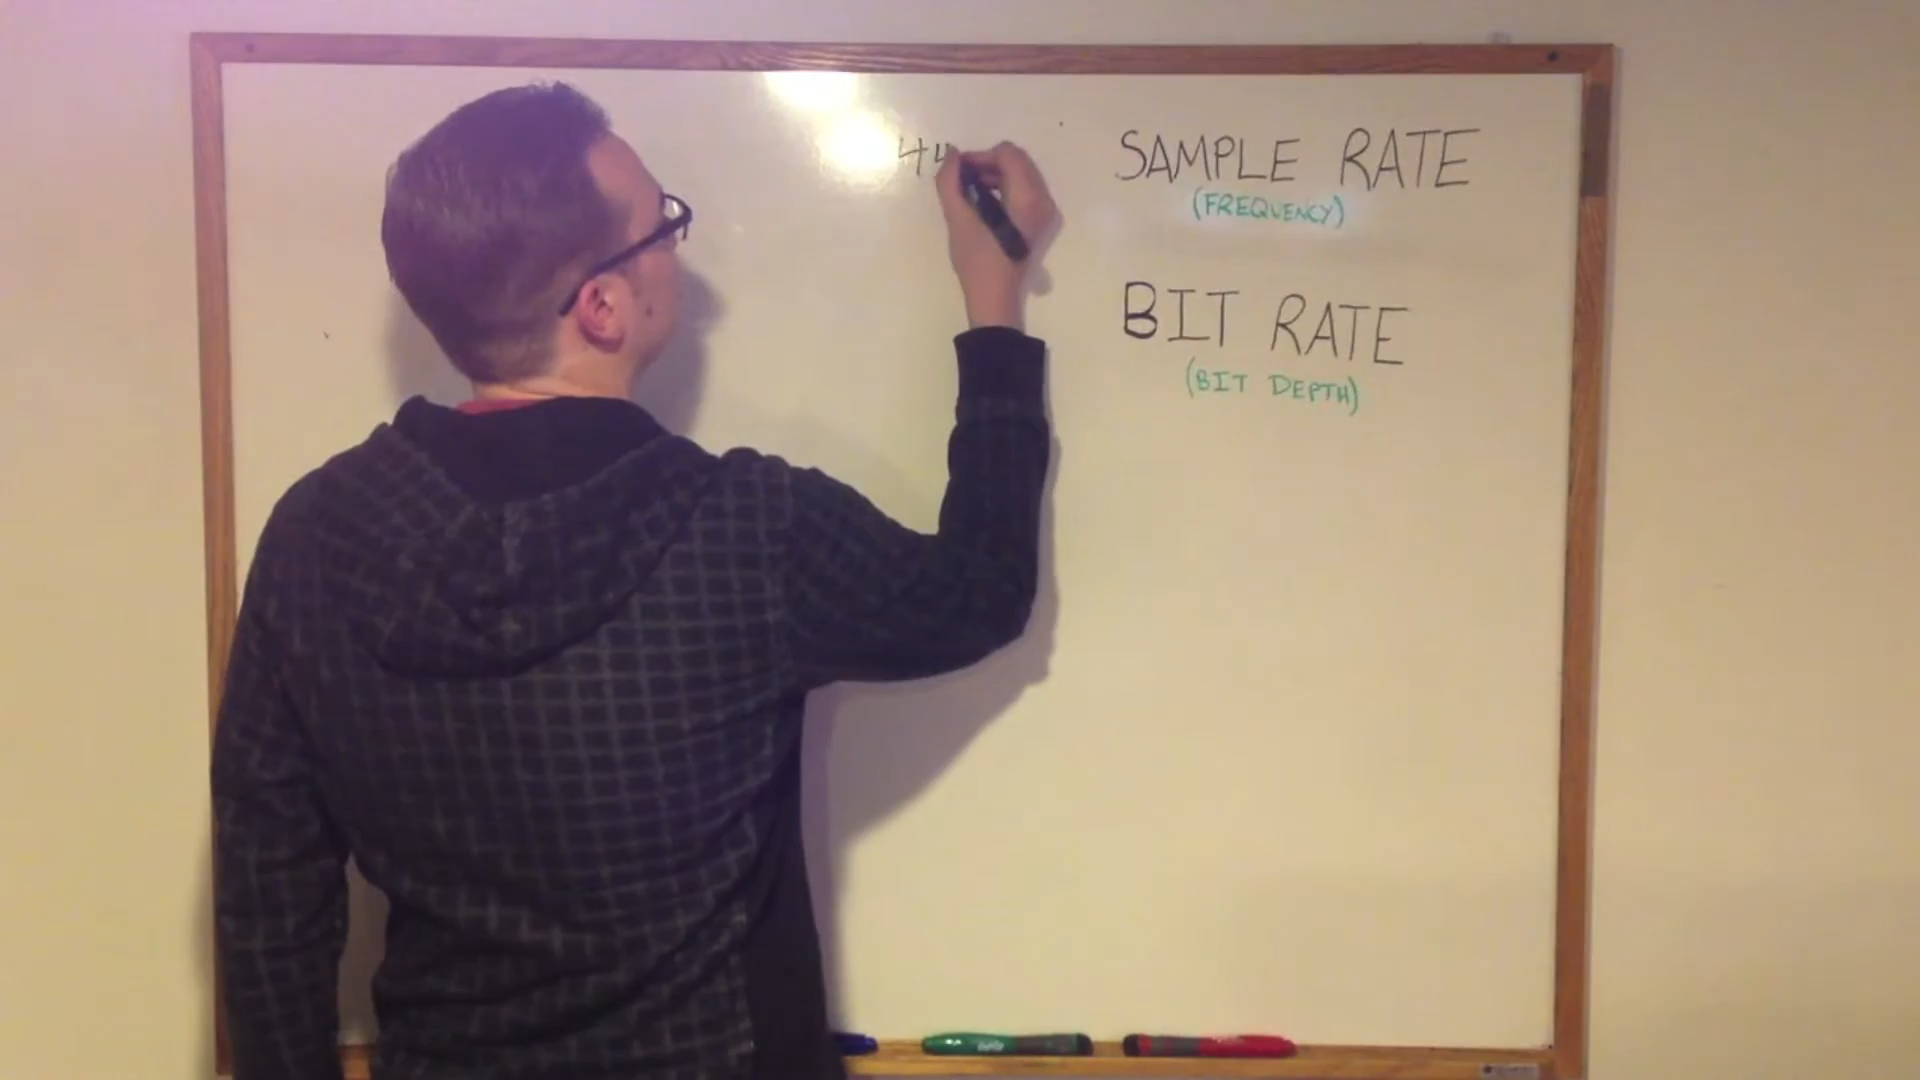 44
SAMPLE RATE
(FREQUENCY)
BIT RATE
(BIT DEPTH)